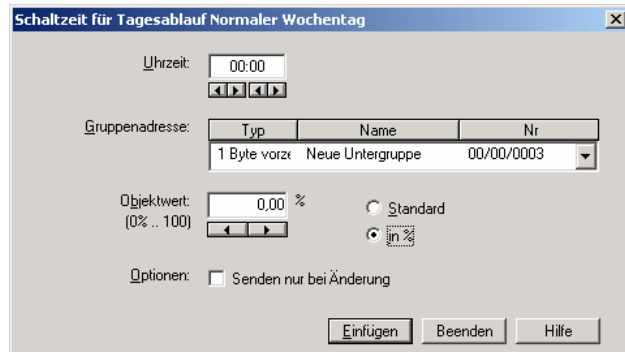 Schaltzeit für Tagesablauf Normaler Wochentag
Uhrzeit: 00:00
Gruppenadresse: Typ Name Nr
1 Byte vorze Neue Untergruppe 00/00/0003
Objektwert: 0,00 % Standard
(0% .. 100) in %
Optionen: Senden nur bei Änderung
Einfügen Beenden Hilfe